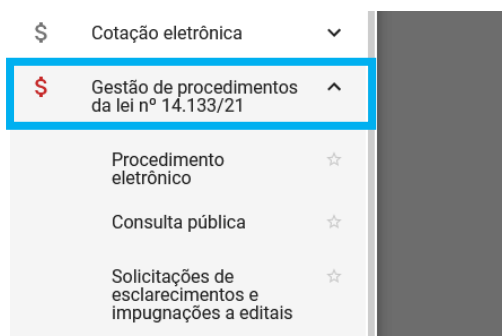 $ Cotação eletrônica
$ Gestão de procedimentos
da lei nº 14.133/21
Procedimento
eletrônico
Consulta pública
Solicitações de
esclarecimentos e
impugnações a editais